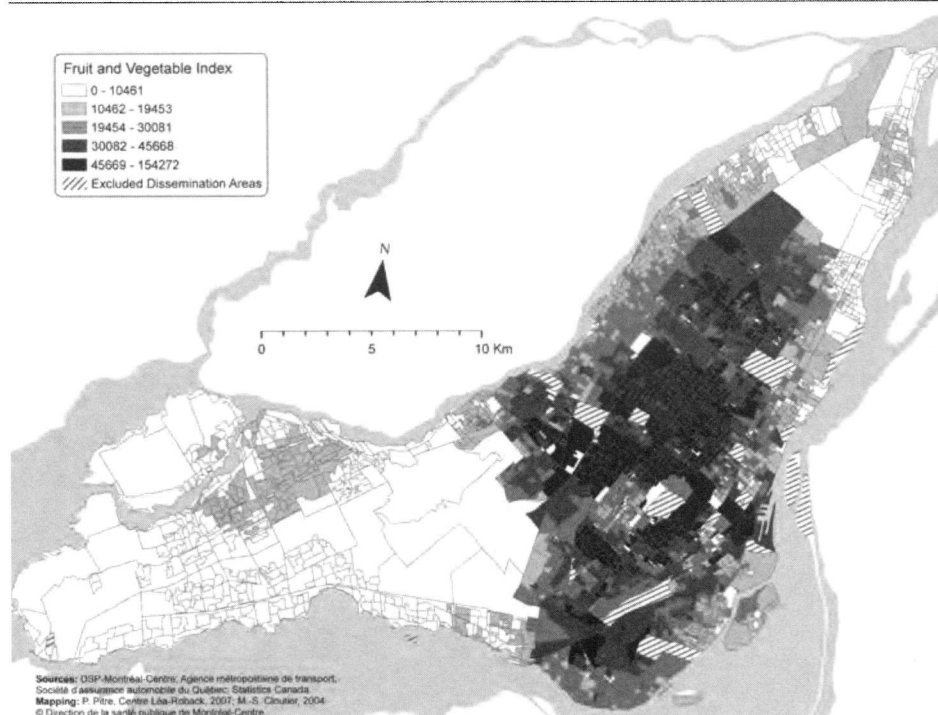 Fruit and Vegetable Index
0 - 10461
10462 - 19453
19454 - 30081
30082 - 45668
45669 - 154272
Excluded Dissemination Areas
N
0 5 10 Km
Sources: DSP-Montréal-Centre; Agence métropolitaine de transport,
Société d'assurance automobile du Québec; Statistics Canada.
Mapping: P. Pitre, Centre Léa-Roback, 2007; M.-S. Cloutier, 2004
© Direction de la santé publique de Montréal-Centre